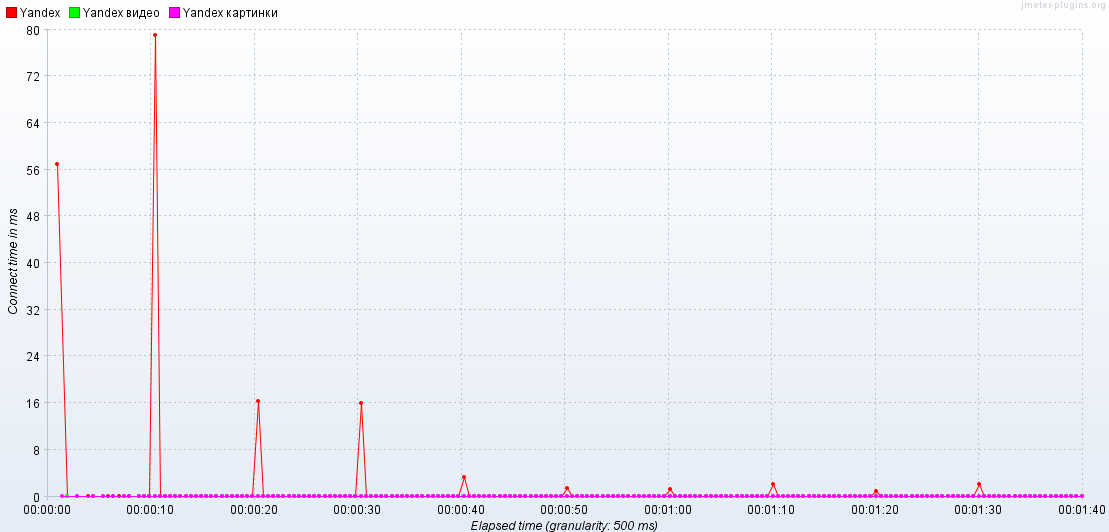 jmeter-plugins.org
Yandex Yandex видео Yandex картинки
80
72
64
56
48
40
32
24
16
8
0
Connect time in ms
00:00:00 00:00:10 00:00:20 00:00:30 00:00:40 00:00:50 00:01:00 00:01:10 00:01:20 00:01:30 00:01:40
Elapsed time (granularity: 500 ms)